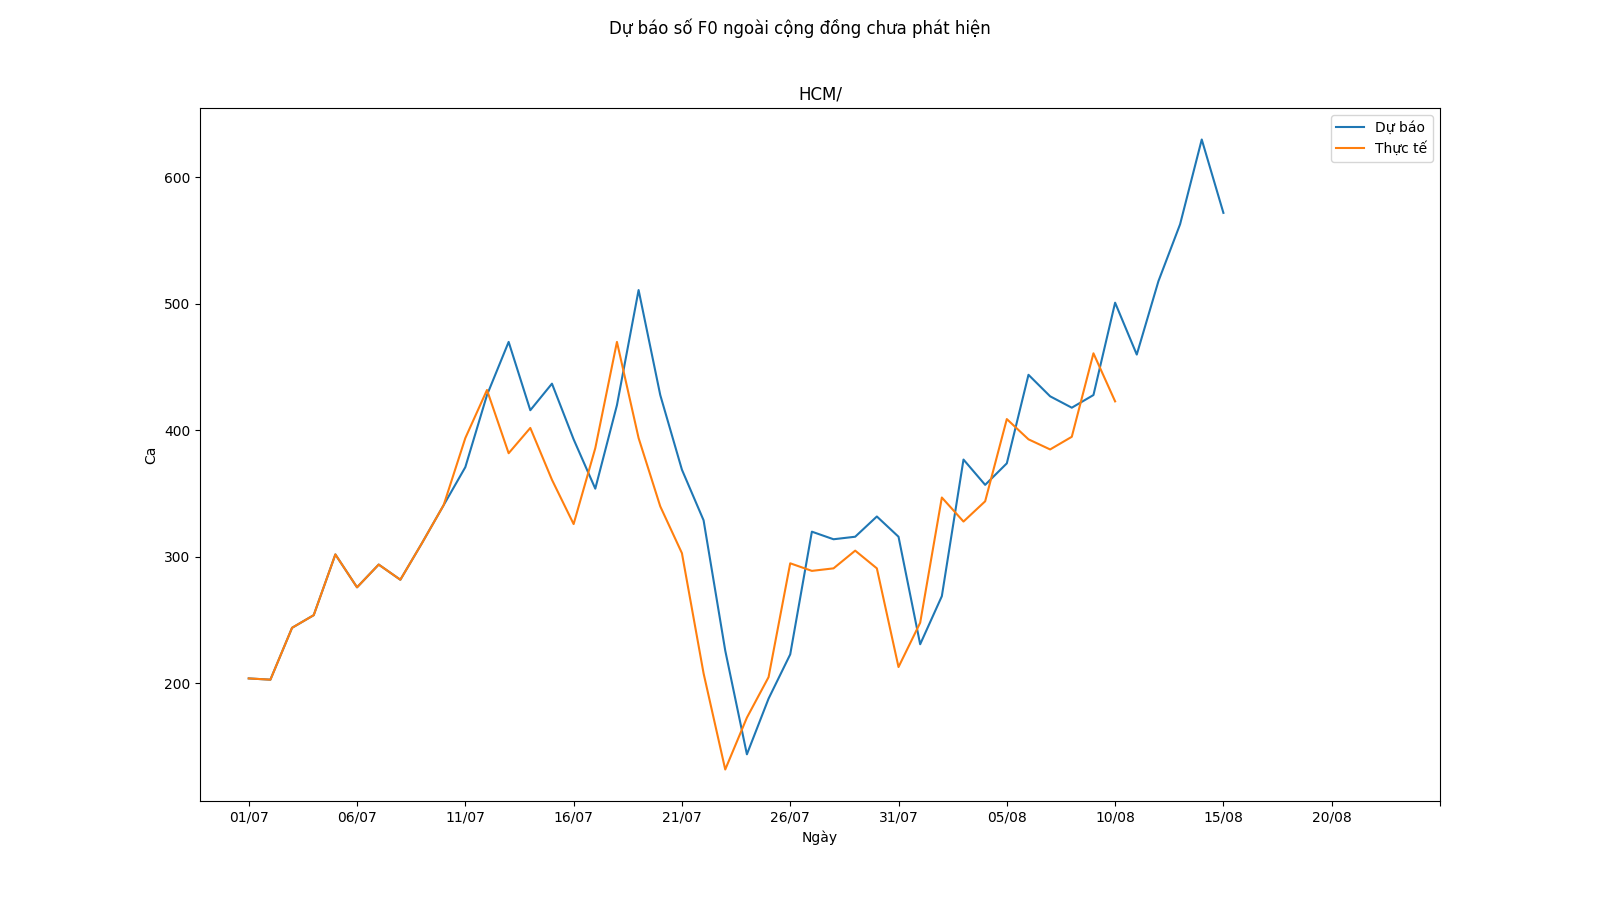 Dự báo số F0 ngoài cộng đồng chưa phát hiện
HCM/
Dự báo
Thực tế
600
500
400
300
200
Ca
01/07 06/07 11/07 16/07 21/07 26/07 31/07 05/08 10/08 15/08 20/08
Ngày